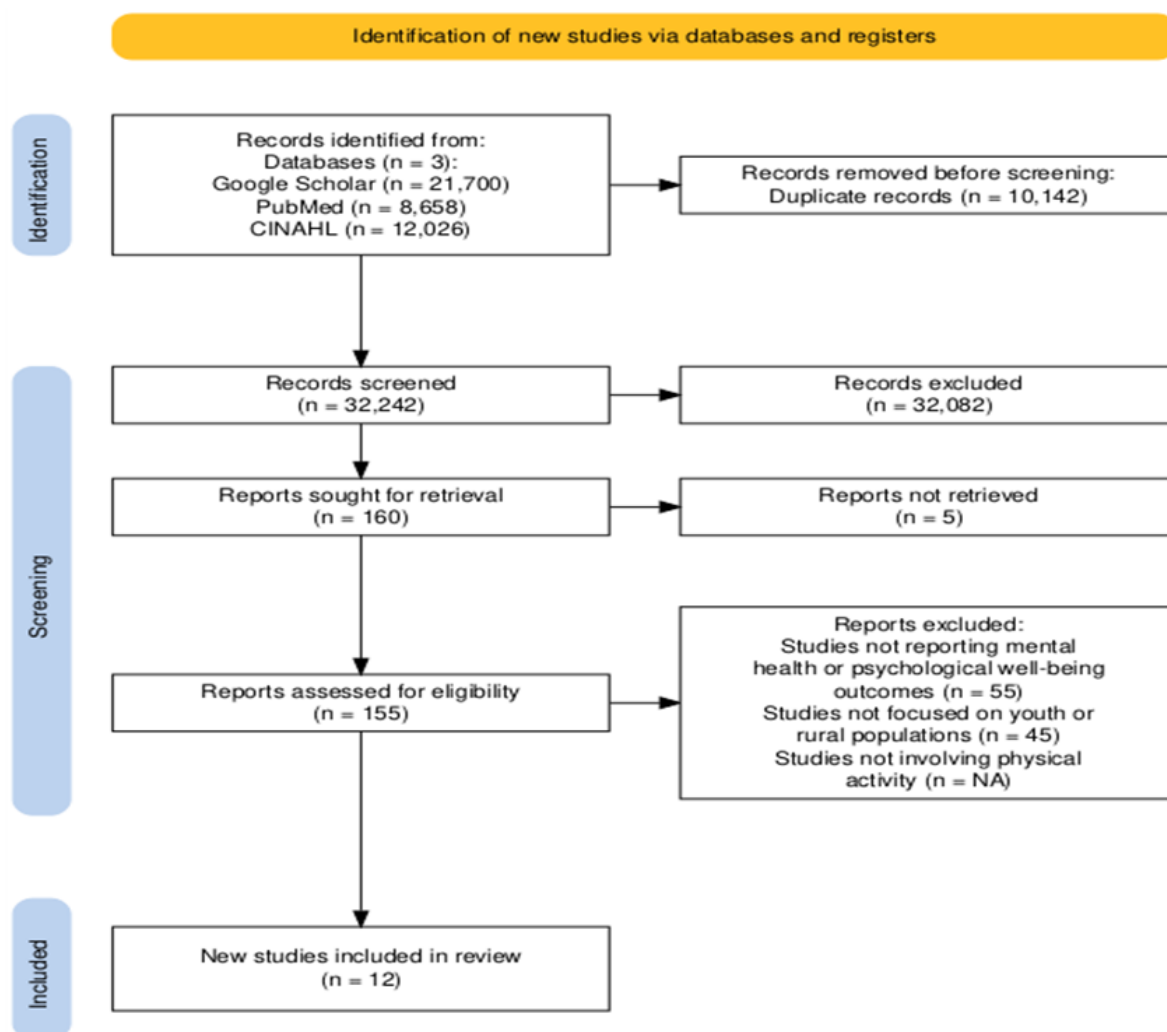 Identification of new studies via databases and registers
Identification
Records identified from:
Databases (n = 3):
Google Scholar (n = 21,700)
PubMed (n = 8,658)
CINAHL (n = 12,026)
Records removed before screening:
Duplicate records (n = 10,142)
Screening
Records screened
(n = 32,242)
Records excluded
(n = 32,082)
Reports sought for retrieval
(n = 160)
Reports not retrieved
(n = 5)
Reports assessed for eligibility
(n = 155)
Reports excluded:
Studies not reporting mental
health or psychological well-being
outcomes (n = 55)
Studies not focused on youth or
rural populations (n = 45)
Studies not involving physical
activity (n = NA)
Included
New studies included in review
(n = 12)